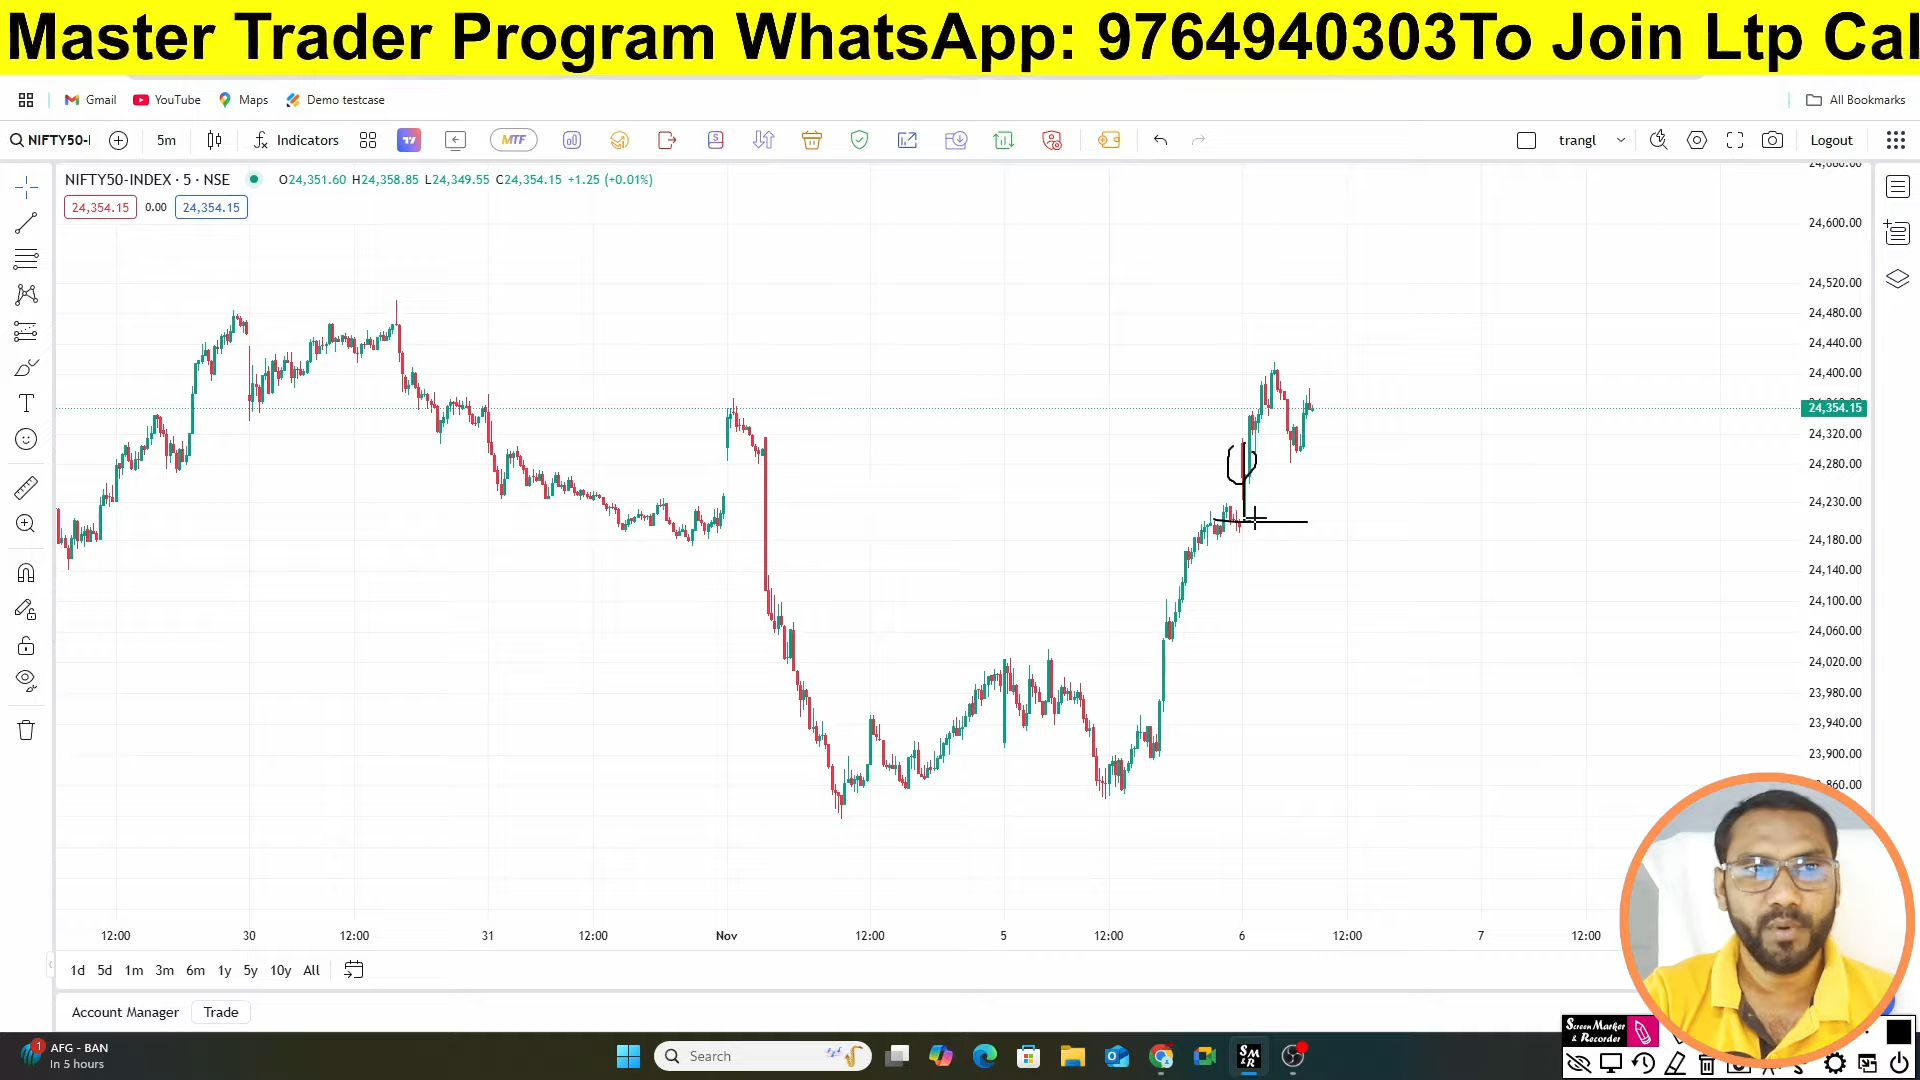 Master Trader Program WhatsApp: 9764940303To Join Ltp Cal
Gmail YouTube Maps Demo testcase All Bookmarks
NIFTY50-I 5m Indicators MTF trangl Logout
NIFTY50-INDEX · 5 · NSE O24,351.60 H24,358.85 L24,349.55 C24,354.15 +1.25 (+0.01%)
24,354.15 0.00 24,354.15
24,600.00
24,520.00
24,480.00
24,440.00
24,400.00
24,354.15
24,320.00
24,280.00
24,230.00
24,180.00
24,140.00
24,100.00
24,060.00
24,020.00
23,980.00
23,940.00
23,900.00
12:00 30 12:00 31 12:00 Nov 12:00 5 12:00 6 12:00 7 12:00
1d 5d 1m 3m 6m 1y 5y 10y All
Account Manager Trade
Screen Marker
& Recorder
1 AFG - BAN
In 5 hours
Search
SM
&R